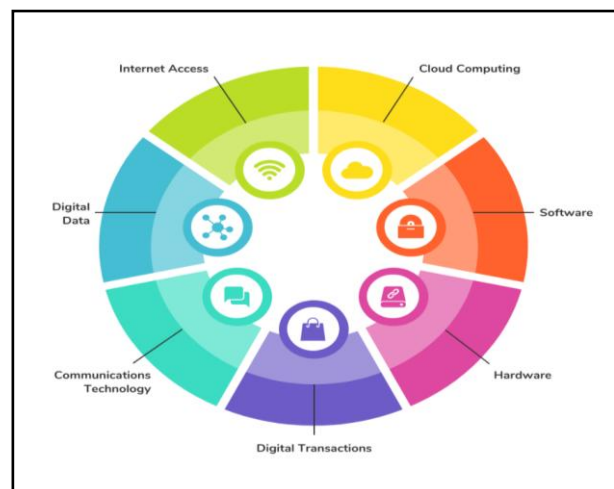 Internet Access
Cloud Computing
Digital
Data
Software
Communications
Technology
Hardware
Digital Transactions